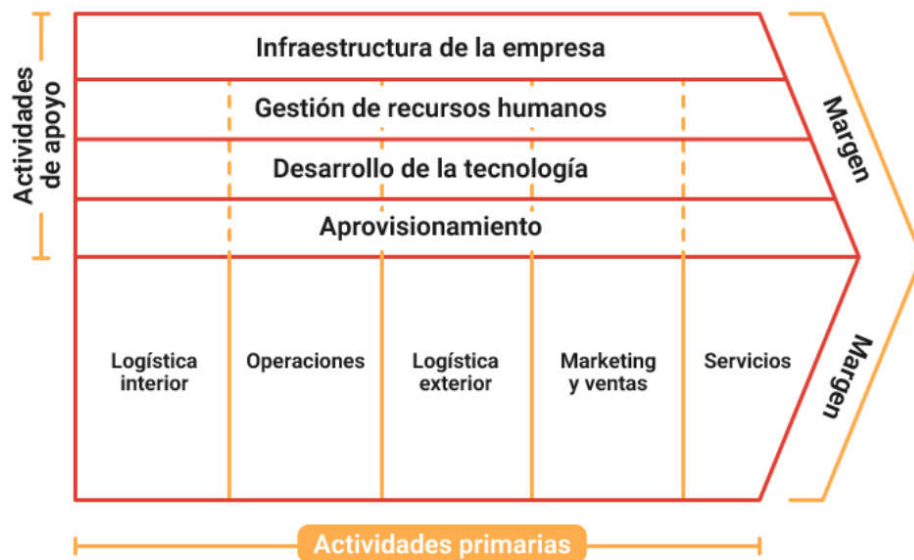 Actividades
de apoyo
Infraestructura de la empresa
Gestión de recursos humanos
Desarrollo de la tecnología
Aprovisionamiento
Margen
Logística
interior
Operaciones
Logística
exterior
Marketing
y ventas
Servicios
Margen
Actividades primarias